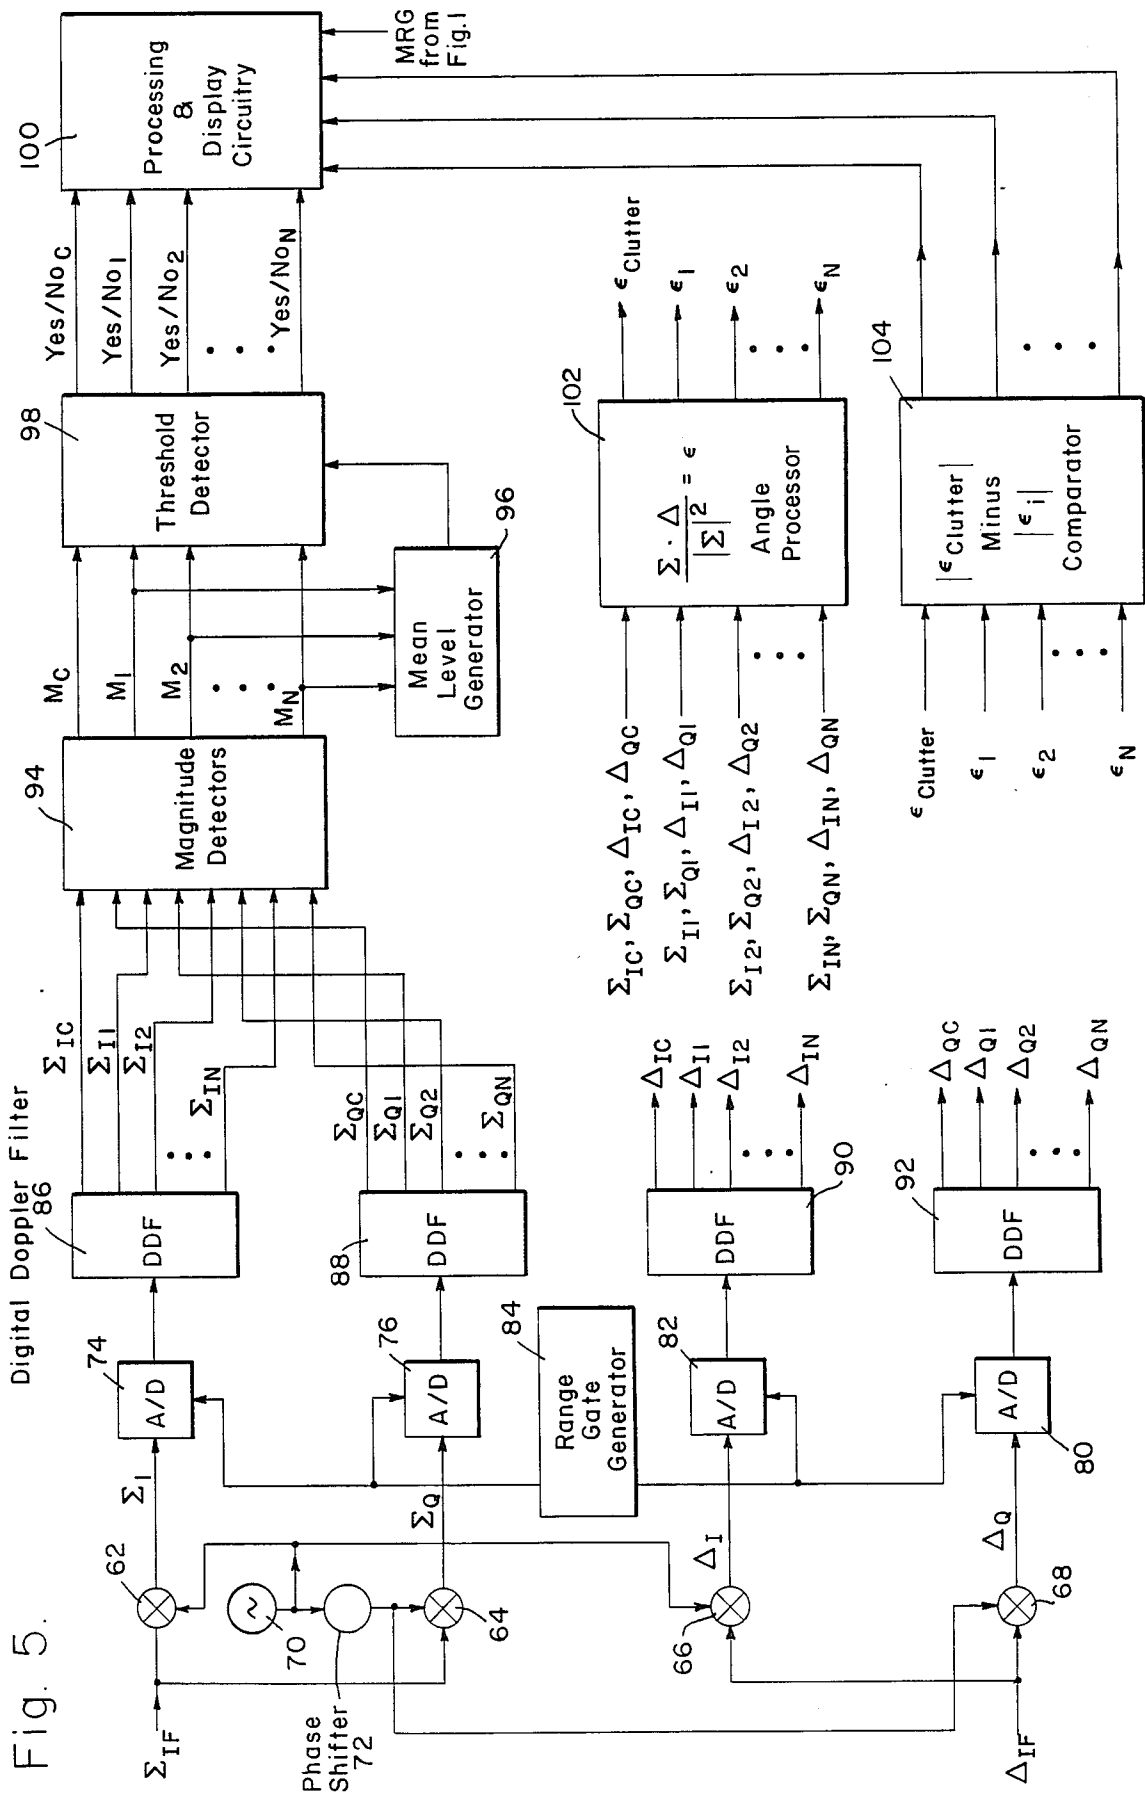 Fig. 5.
Digital Doppler Filter
Σ_IF
62
Σ_I
74
A/D
86
DDF
Σ_IC
Σ_I1
Σ_I2
Σ_IN
94
Magnitude
Detectors
M_C
M_1
M_2
M_N
98
Threshold
Detector
Yes/No_C
Yes/No_1
Yes/No_2
Yes/No_N
100
Processing
&
Display
Circuitry
MRG
from
Fig. 1
70
Phase
Shifter
72
64
Σ_Q
76
A/D
88
DDF
Σ_QC
Σ_Q1
Σ_Q2
Σ_QN
Mean
Level
Generator
96
Range
Gate
Generator
84
66
Δ_I
82
A/D
DDF
90
Δ_IC
Δ_I1
Δ_I2
Δ_IN
Σ_IC, Σ_QC, Δ_IC, Δ_QC
Σ_I1, Σ_Q1, Δ_I1, Δ_Q1
Σ_I2, Σ_Q2, Δ_I2, Δ_Q2
Σ_IN, Σ_QN, Δ_IN, Δ_QN
102
Σ · Δ
|Σ|² = ϵ
Angle
Processor
ϵ_Clutter
ϵ_1
ϵ_2
ϵ_N
Δ_IF
68
Δ_Q
A/D
80
92
DDF
Δ_QC
Δ_Q1
Δ_Q2
Δ_QN
ϵ_Clutter
ϵ_1
ϵ_2
ϵ_N
104
|ϵ_Clutter|
Minus
|ϵ_i|
Comparator